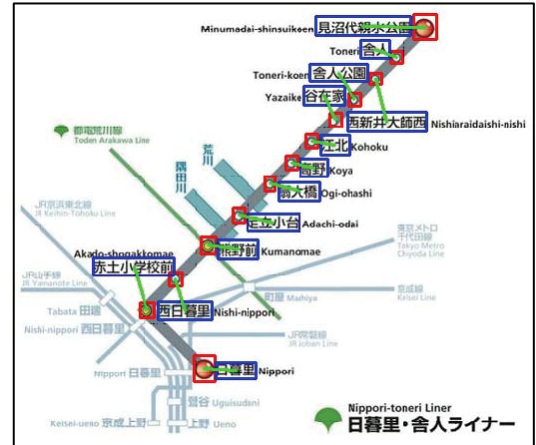 Minumadai-shinsuikoen 見沼代親水公園
Toneri 舎人
Toneri-koen 舎人公園
Yazaike 谷在家
西新井大師西 Nishiaraidaishi-nishi
江北 Kohoku
高野 Koya
扇大橋 Ogi-ohashi
足立小台 Adachi-odai
熊野前 Kumanomae
Akado-shogakkomae
赤土小学校前
西日暮里 Nishi-nippori
日暮里 Nippori
都電荒川線
Toden Arakawa Line
荒川
隅田川
JR京浜東北線
JR Keihin-Tohoku Line
JR山手線
JR Yamanote Line
Tabata 田端
Nishi-nippori 西日暮里
Nippori 日暮里
鶯谷 Uguisudani
Keisei-ueno 京成上野
上野 Ueno
町屋 Machiya
東京メトロ
千代田線
Tokyo Metro
Chiyoda Line
京成線
Keisei Line
JR常磐線
JR Joban Line
Nippori-toneri Liner
日暮里・舎人ライナー